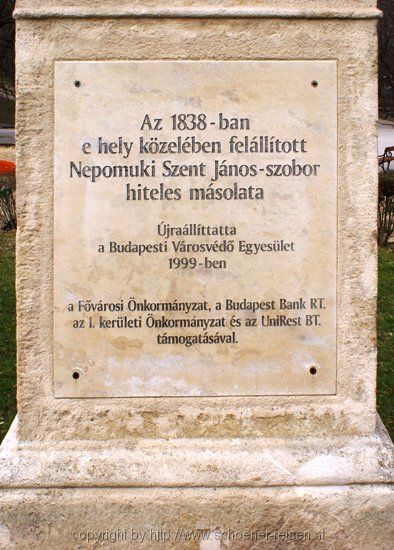 Az 1838-ban
e hely közelében felállított
Nepomuki Szent János-szobor
hiteles másolata
Újraállíttatta
a Budapesti Városvédő Egyesület
1999-ben
a Fővárosi Önkormányzat, a Budapest Bank RT.
az I. kerületi Önkormányzat és az UniRest BT.
támogatásával.
copyright by http://www.schoener-reisen.at